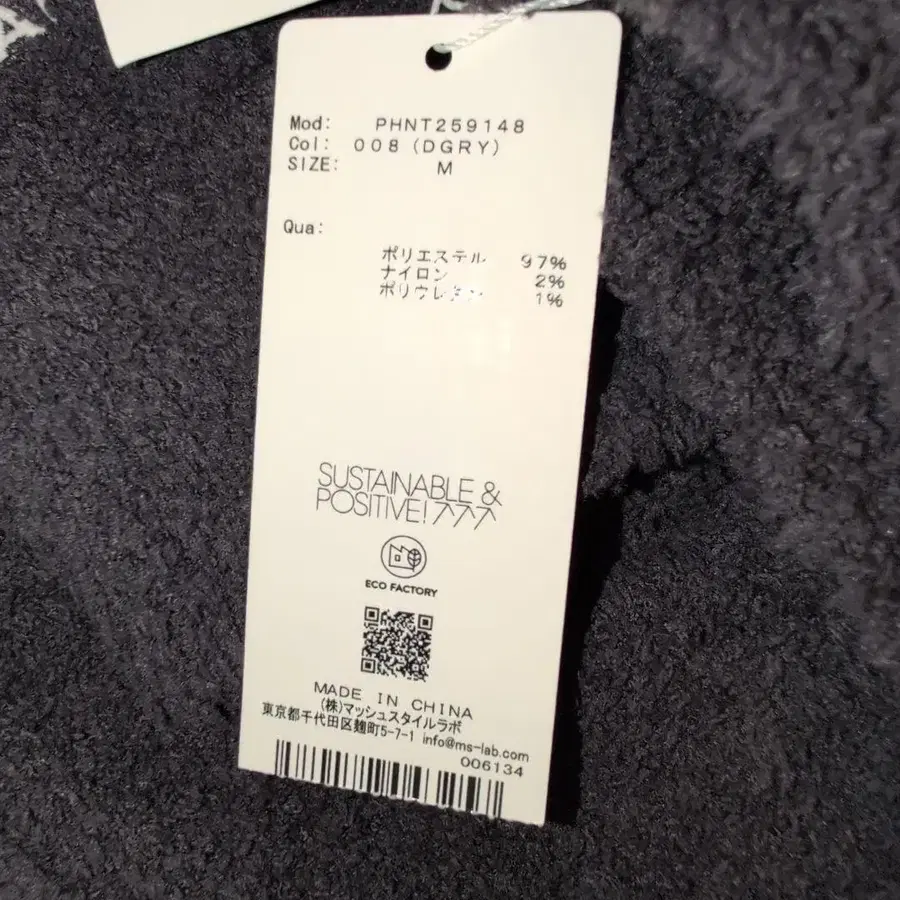 Mod: PHNT259148
Col: 008 (DGRY)
SIZE: M
Qua:
ポリエステル 97%
ナイロン 2%
ポリウレタン 1%
SUSTAINABLE &
POSITIVE!
ECO FACTORY
MADE IN CHINA
(株)マッシュスタイルラボ
東京都千代田区麹町5-7-1 info@ms-lab.com
006134